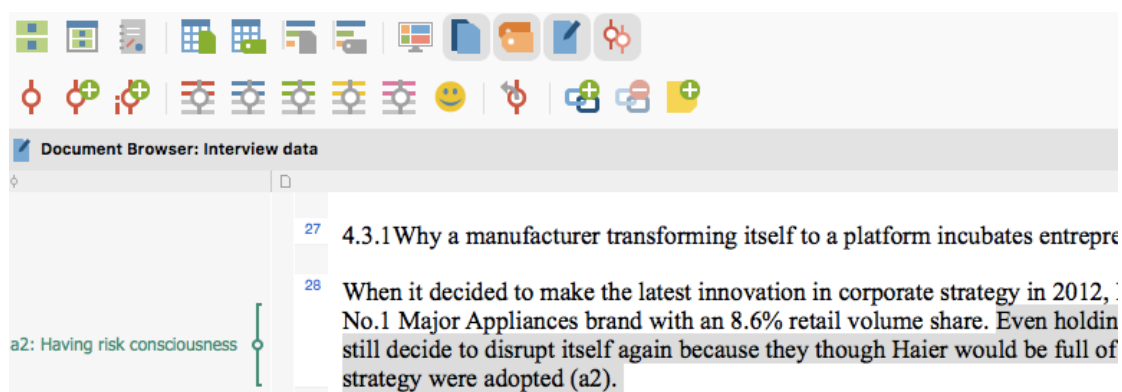 Document Browser: Interview data
27 4.3.1Why a manufacturer transforming itself to a platform incubates
28 When it decided to make the latest innovation in corporate strategy in 2012,
No.1 Major Appliances brand with an 8.6% retail volume share. Even
a2: Having risk consciousness still decide to disrupt itself again because they though Haier would be full of
strategy were adopted (a2).